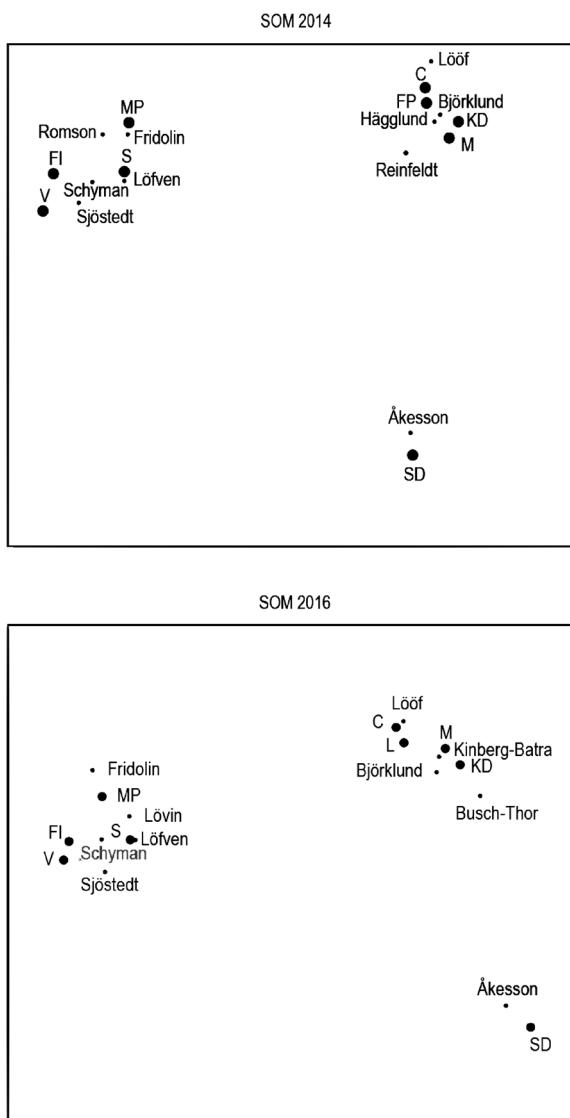 SOM 2014
Lööf
C
MP
FP
Björklund
Romson
Fridolin
Hägglund
KD
M
FI
S
Reinfeldt
Löfven
Schyman
V
Sjöstedt
Åkesson
SD
SOM 2016
Lööf
C
L
M
Kinberg-Batra
Fridolin
Björklund
KD
MP
Busch-Thor
Lövin
FI
S
Löfven
Schyman
V
Sjöstedt
Åkesson
SD